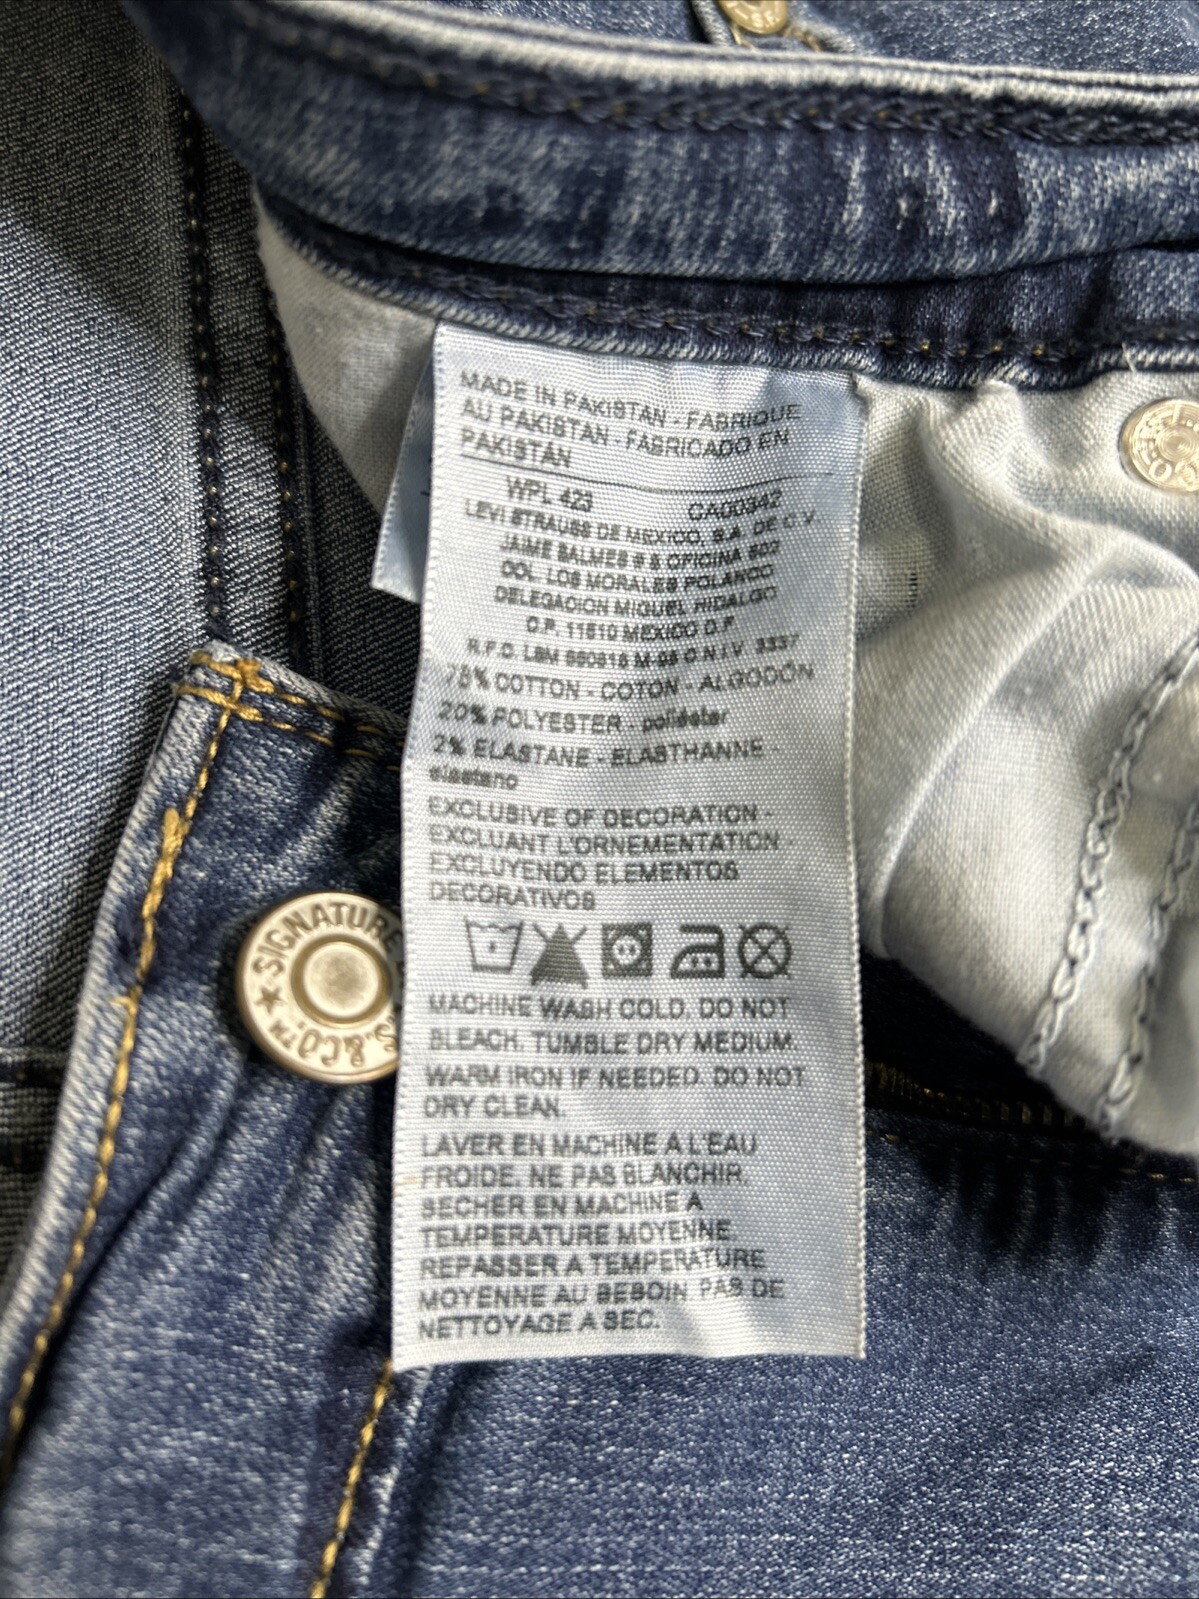 MADE IN PAKISTAN - FABRIQUE
AU PAKISTAN - FABRICADO EN
PAKISTÁN
WPL 423 CA00342
LEVI STRAUSS DE MEXICO, S.A. DE C.V.
JAIME BALMES # 8 OFICINA 602
COL. LOS MORALES POLANCO
DELEGACION MIGUEL HIDALGO
C.P. 11510 MEXICO D.F.
78% COTTON - COTON - ALGODÓN
20% POLYESTER - poliéster
2% ELASTANE - ELASTHANNE -
elastano
EXCLUSIVE OF DECORATION -
EXCLUANT L'ORNEMENTATION -
EXCLUYENDO ELEMENTOS
DECORATIVOS
MACHINE WASH COLD. DO NOT
BLEACH. TUMBLE DRY MEDIUM.
WARM IRON IF NEEDED. DO NOT
DRY CLEAN.
LAVER EN MACHINE A L'EAU
FROIDE. NE PAS BLANCHIR.
SECHER EN MACHINE A
TEMPERATURE MOYENNE.
REPASSER A TEMPERATURE
MOYENNE AU BESOIN. PAS DE
NETTOYAGE A SEC.
SIGNATURE
S.&CO.™